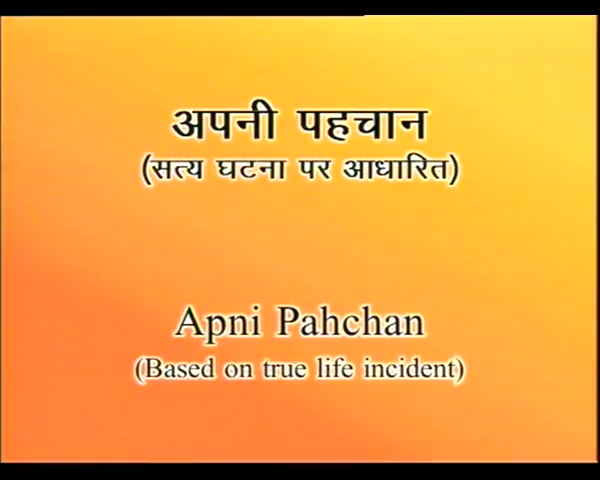 अपनी पहचान
(सत्य घटना पर आधारित)
Apni Pahchan
(Based on true life incident)